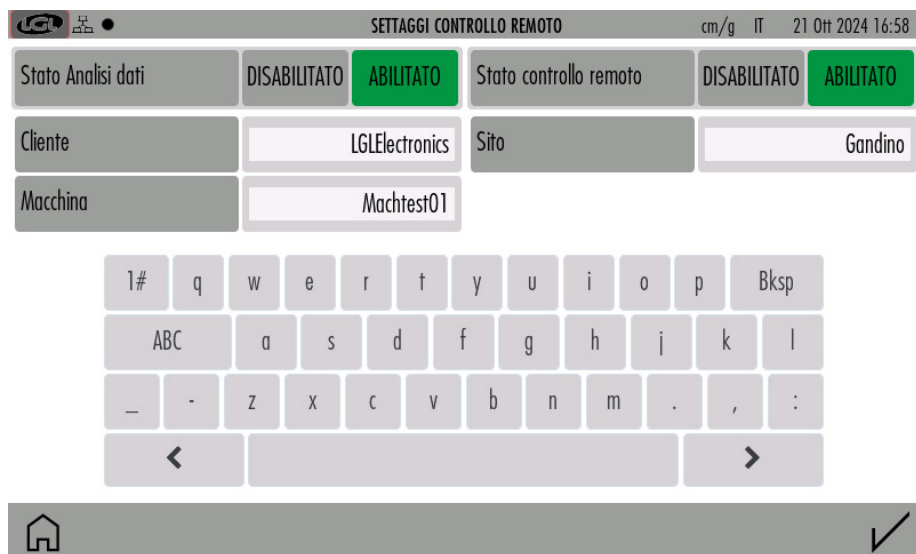 LGL SETTAGGI CONTROLLO REMOTO cm/g IT 21 Ott 2024 16:58
Stato Analisi dati DISABILITATO ABILITATO Stato controllo remoto DISABILITATO ABILITATO
Cliente LGLElectronics Sito Gandino
Macchina Machtest01
1# q w e r t y u i o p Bksp
ABC a s d f g h j k l
_ - z x c v b n m . , :